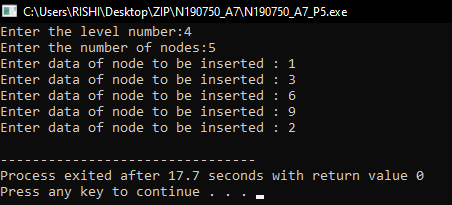 C:\Users\RISHI\Desktop\ZIP\N190750_A7\N190750_A7_P5.exe
Enter the level number:4
Enter the number of nodes:5
Enter data of node to be inserted : 1
Enter data of node to be inserted : 3
Enter data of node to be inserted : 6
Enter data of node to be inserted : 9
Enter data of node to be inserted : 2
--------------------------------
Process exited after 17.7 seconds with return value 0
Press any key to continue . . .